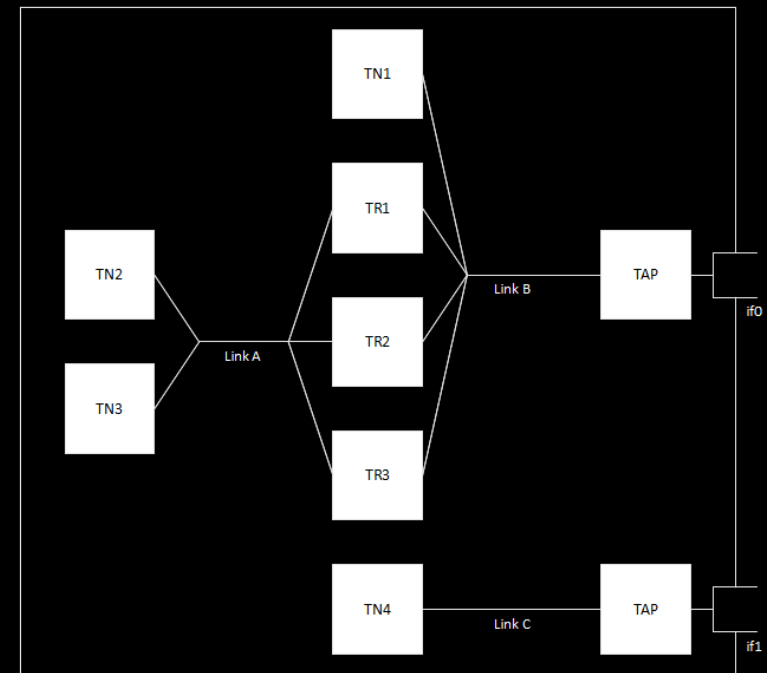 TN1
TR1
TN2
TAP
Link B
if0
TR2
Link A
TN3
TR3
TN4
TAP
Link C
if1